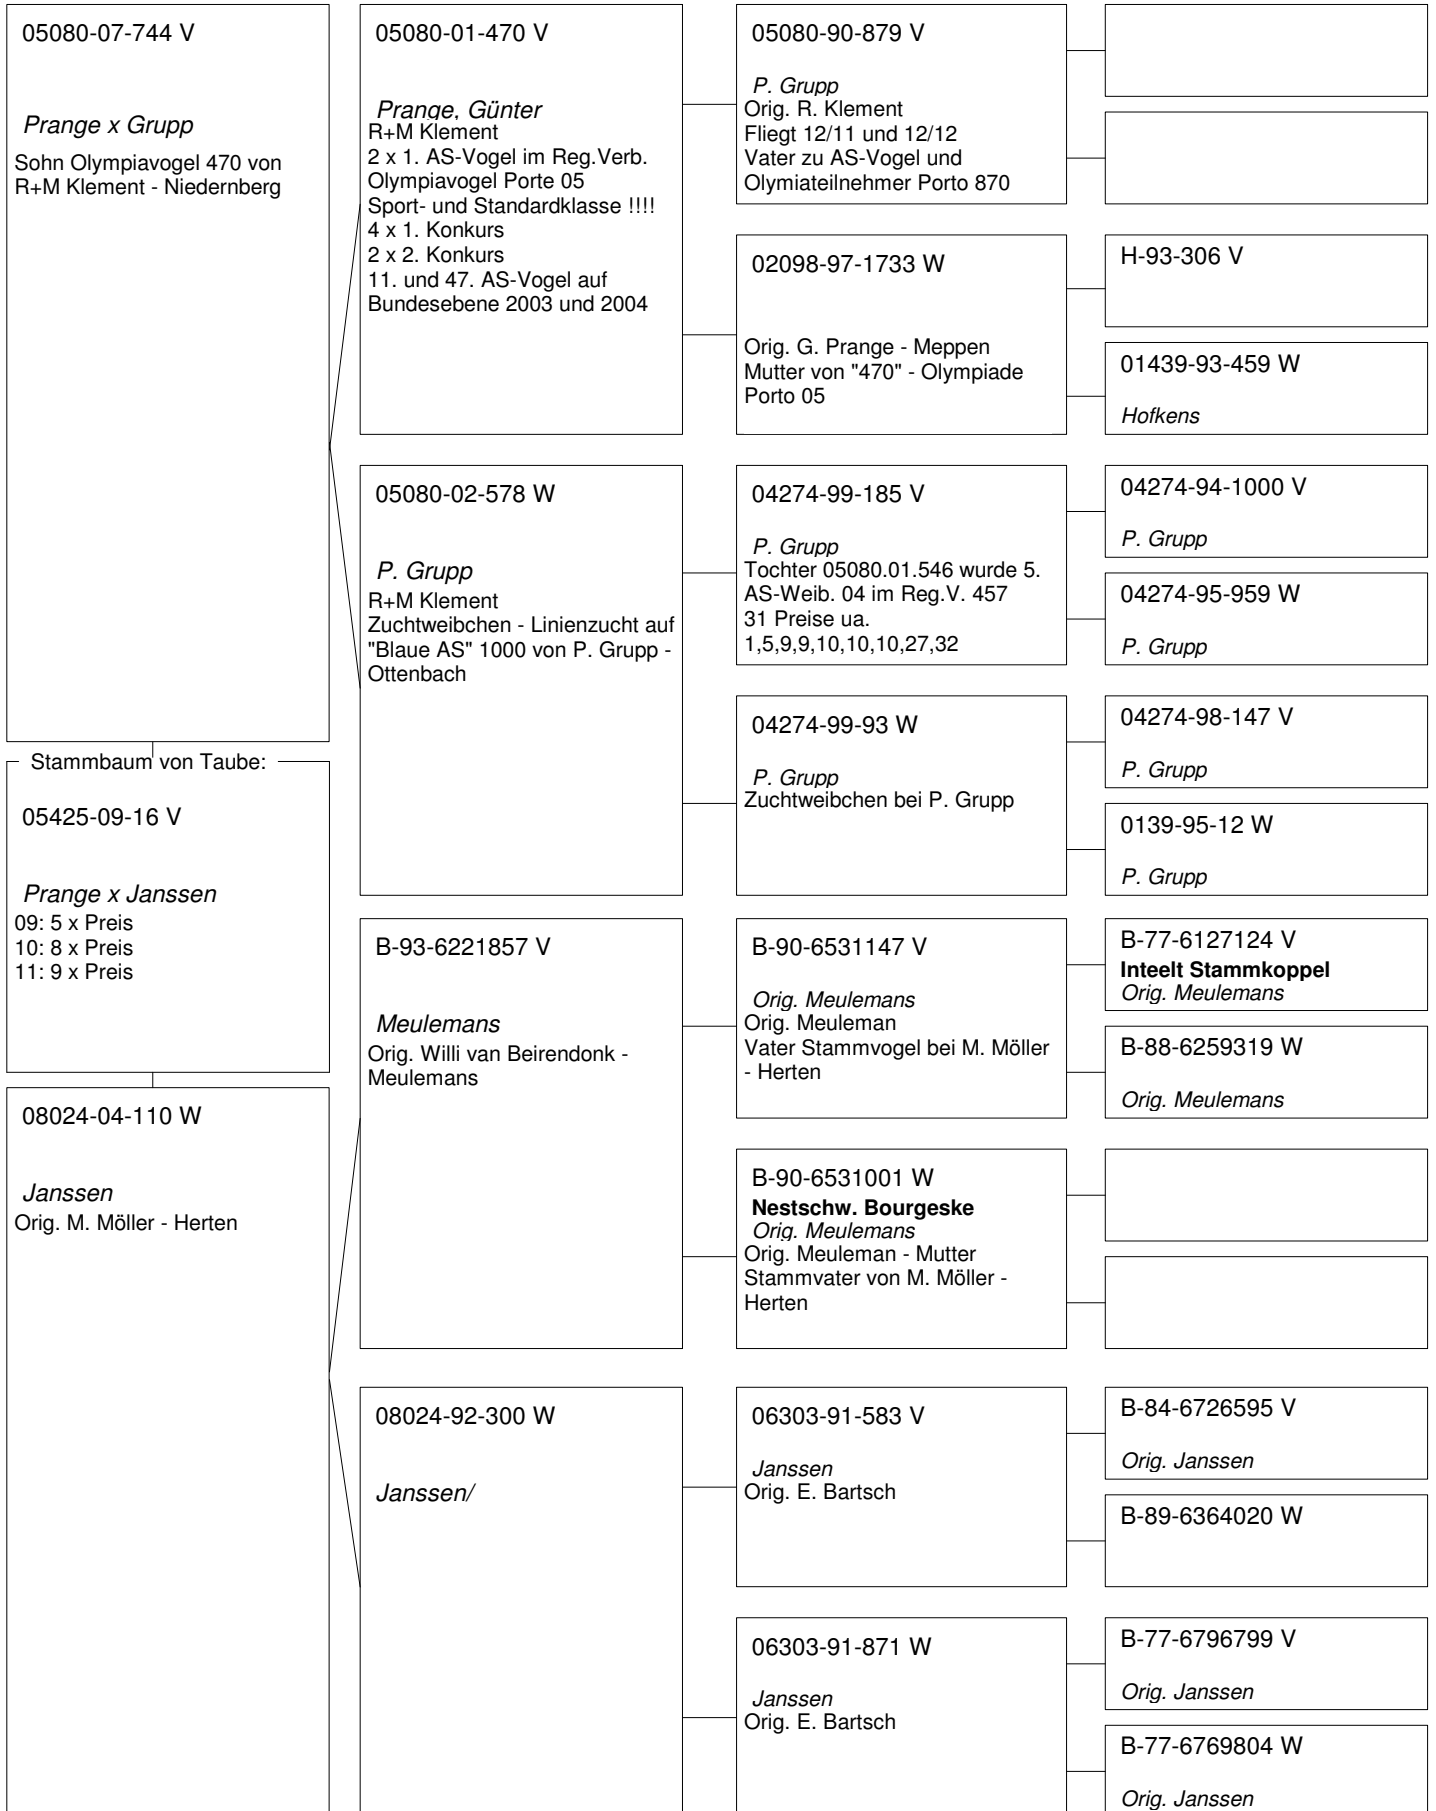 05080-07-744 V
Prange x Grupp
Sohn Olympiavogel 470 von
R+M Klement - Niedernberg
Stammbaum von Taube:
05425-09-16 V
Prange x Janssen
09: 5 x Preis
10: 8 x Preis
11: 9 x Preis
08024-04-110 W
Janssen
Orig. M. Möller - Herten
05080-01-470 V
Prange, Günter
R+M Klement
2 x 1. AS-Vogel im Reg.Verb.
Olympiavogel Porte 05
Sport- und Standardklasse !!!!
4 x 1. Konkurs
2 x 2. Konkurs
11. und 47. AS-Vogel auf
Bundesebene 2003 und 2004
05080-02-578 W
P. Grupp
R+M Klement
Zuchtweibchen - Linienzucht auf
"Blaue AS" 1000 von P. Grupp -
Ottenbach
B-93-6221857 V
Meulemans
Orig. Willi van Beirendonk -
Meulemans
08024-92-300 W
Janssen/
05080-90-879 V
P. Grupp
Orig. R. Klement
Fliegt 12/11 und 12/12
Vater zu AS-Vogel und
Olymiateilnehmer Porto 870
02098-97-1733 W
Orig. G. Prange - Meppen
Mutter von "470" - Olympiade
Porto 05
04274-99-185 V
P. Grupp
Tochter 05080.01.546 wurde 5.
AS-Weib. 04 im Reg.V. 457
31 Preise ua.
1,5,9,9,10,10,10,27,32
04274-99-93 W
P. Grupp
Zuchtweibchen bei P. Grupp
B-90-6531147 V
Orig. Meulemans
Orig. Meuleman
Vater Stammvogel bei M. Möller
- Herten
B-90-6531001 W
Nestschw. Bourgeske
Orig. Meulemans
Orig. Meuleman - Mutter
Stammvater von M. Möller -
Herten
06303-91-583 V
Janssen
Orig. E. Bartsch
06303-91-871 W
Janssen
Orig. E. Bartsch
H-93-306 V
01439-93-459 W
Hofkens
04274-94-1000 V
P. Grupp
04274-95-959 W
P. Grupp
04274-98-147 V
P. Grupp
0139-95-12 W
P. Grupp
B-77-6127124 V
Inteelt Stammkoppel
Orig. Meulemans
B-88-6259319 W
Orig. Meulemans
B-84-6726595 V
Orig. Janssen
B-89-6364020 W
B-77-6796799 V
Orig. Janssen
B-77-6769804 W
Orig. Janssen